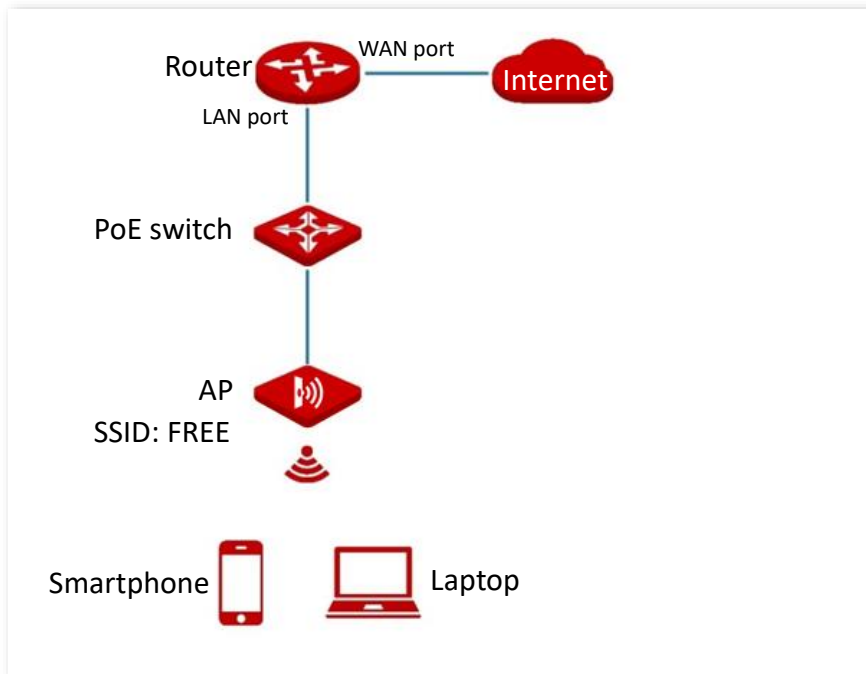 Router
WAN port
Internet
LAN port
PoE switch
AP
SSID: FREE
Smartphone
Laptop